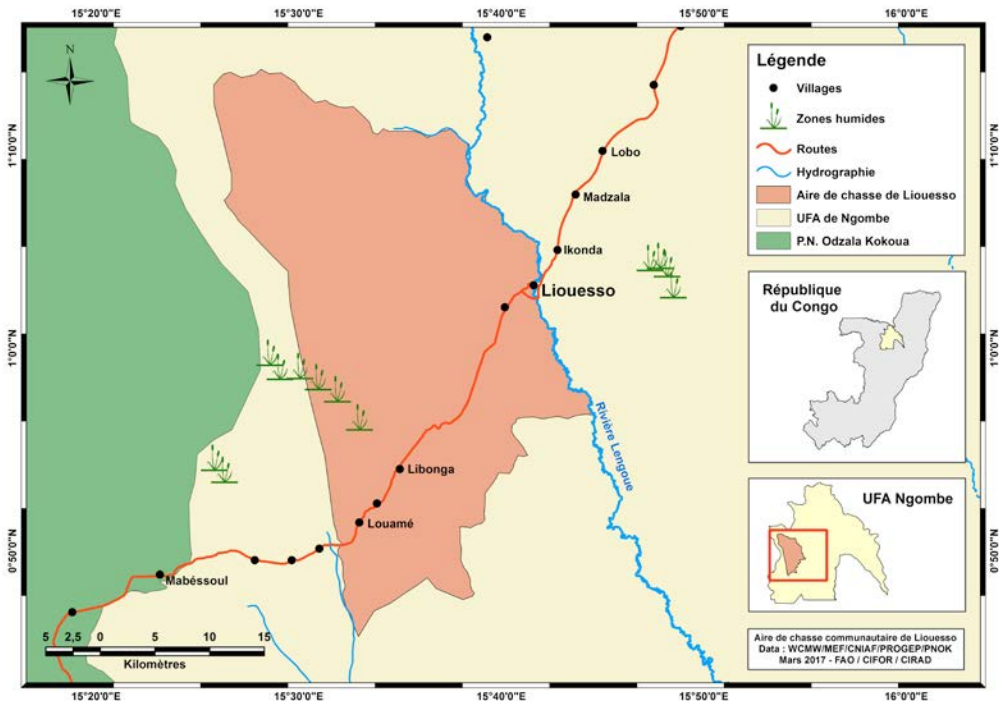 15°20'0"E 15°30'0"E 15°40'0"E 15°50'0"E 16°0'0"E
N
1°10'0"N
1°0'0"N
0°50'0"N
Lobo
Madzala
Ikonda
Liouesso
Rivière Lengoue
Libonga
Louamé
Mabéssoul
5 2,5 0 5 10 15
Kilomètres
Légende
Villages
Zones humides
Routes
Hydrographie
Aire de chasse de Liouesso
UFA de Ngombe
P.N. Odzala Kokoua
République
du Congo
UFA Ngombe
Aire de chasse communautaire de Liouesso
Data : WCMW/MEF/CNIAF/PROGEP/PNOK
Mars 2017 - FAO / CIFOR / CIRAD
1°10'0"N
1°0'0"N
0°50'0"N
15°20'0"E 15°30'0"E 15°40'0"E 15°50'0"E 16°0'0"E